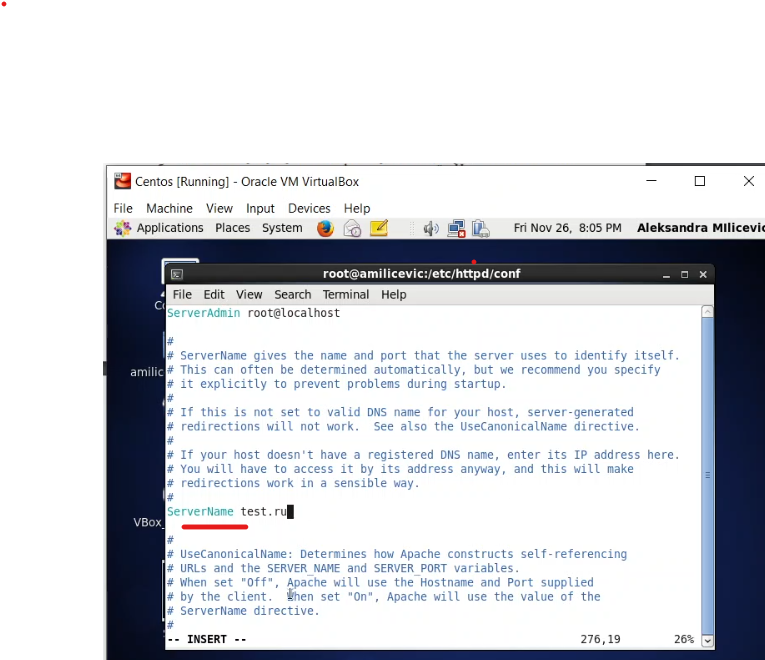 Centos [Running] - Oracle VM VirtualBox
File Machine View Input Devices Help
Applications Places System Fri Nov 26, 8:05 PM Aleksandra MIlicevic
root@amilicevic:/etc/httpd/conf
File Edit View Search Terminal Help
ServerAdmin root@localhost
#
# ServerName gives the name and port that the server uses to identify itself.
# This can often be determined automatically, but we recommend you specify
# it explicitly to prevent problems during startup.
#
# If this is not set to valid DNS name for your host, server-generated
# redirections will not work.  See also the UseCanonicalName directive.
#
# If your host doesn't have a registered DNS name, enter its IP address here.
# You will have to access it by its address anyway, and this will make
# redirections work in a sensible way.
#
ServerName test.ru
#
# UseCanonicalName: Determines how Apache constructs self-referencing
# URLs and the SERVER_NAME and SERVER_PORT variables.
# When set "Off", Apache will use the Hostname and Port supplied
# by the client.  When set "On", Apache will use the value of the
# ServerName directive.
#
-- INSERT -- 276,19 26%
amilic
VBox_